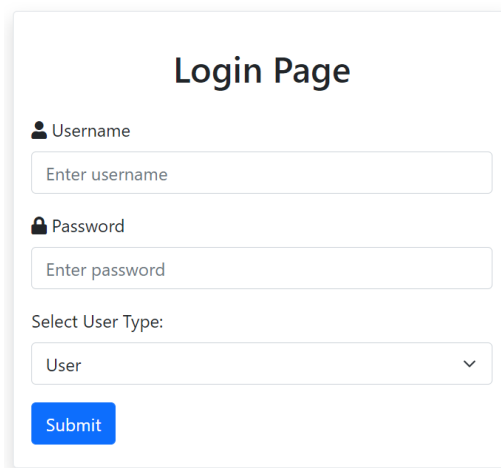 Login Page
Username
Enter username
Password
Enter password
Select User Type:
User
Submit